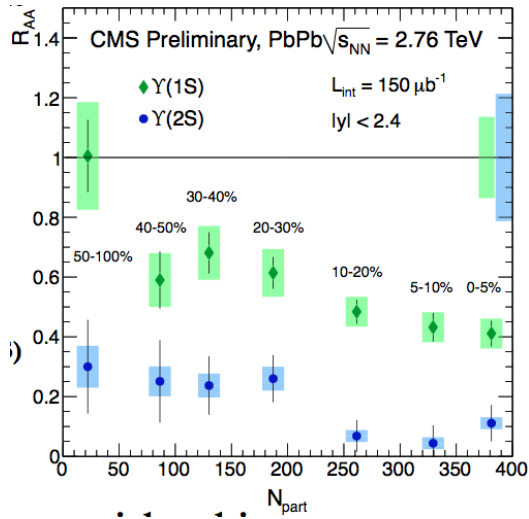 R_AA
1.4
CMS Preliminary, PbPb √s_NN = 2.76 TeV
ϒ(1S)
L_int = 150 μb⁻¹
1.2
ϒ(2S)
|y| < 2.4
1
30-40%
0.8
40-50%
20-30%
50-100%
0.6
10-20%
5-10%
0-5%
0.4
0.2
0
0 50 100 150 200 250 300 350 400
N_part